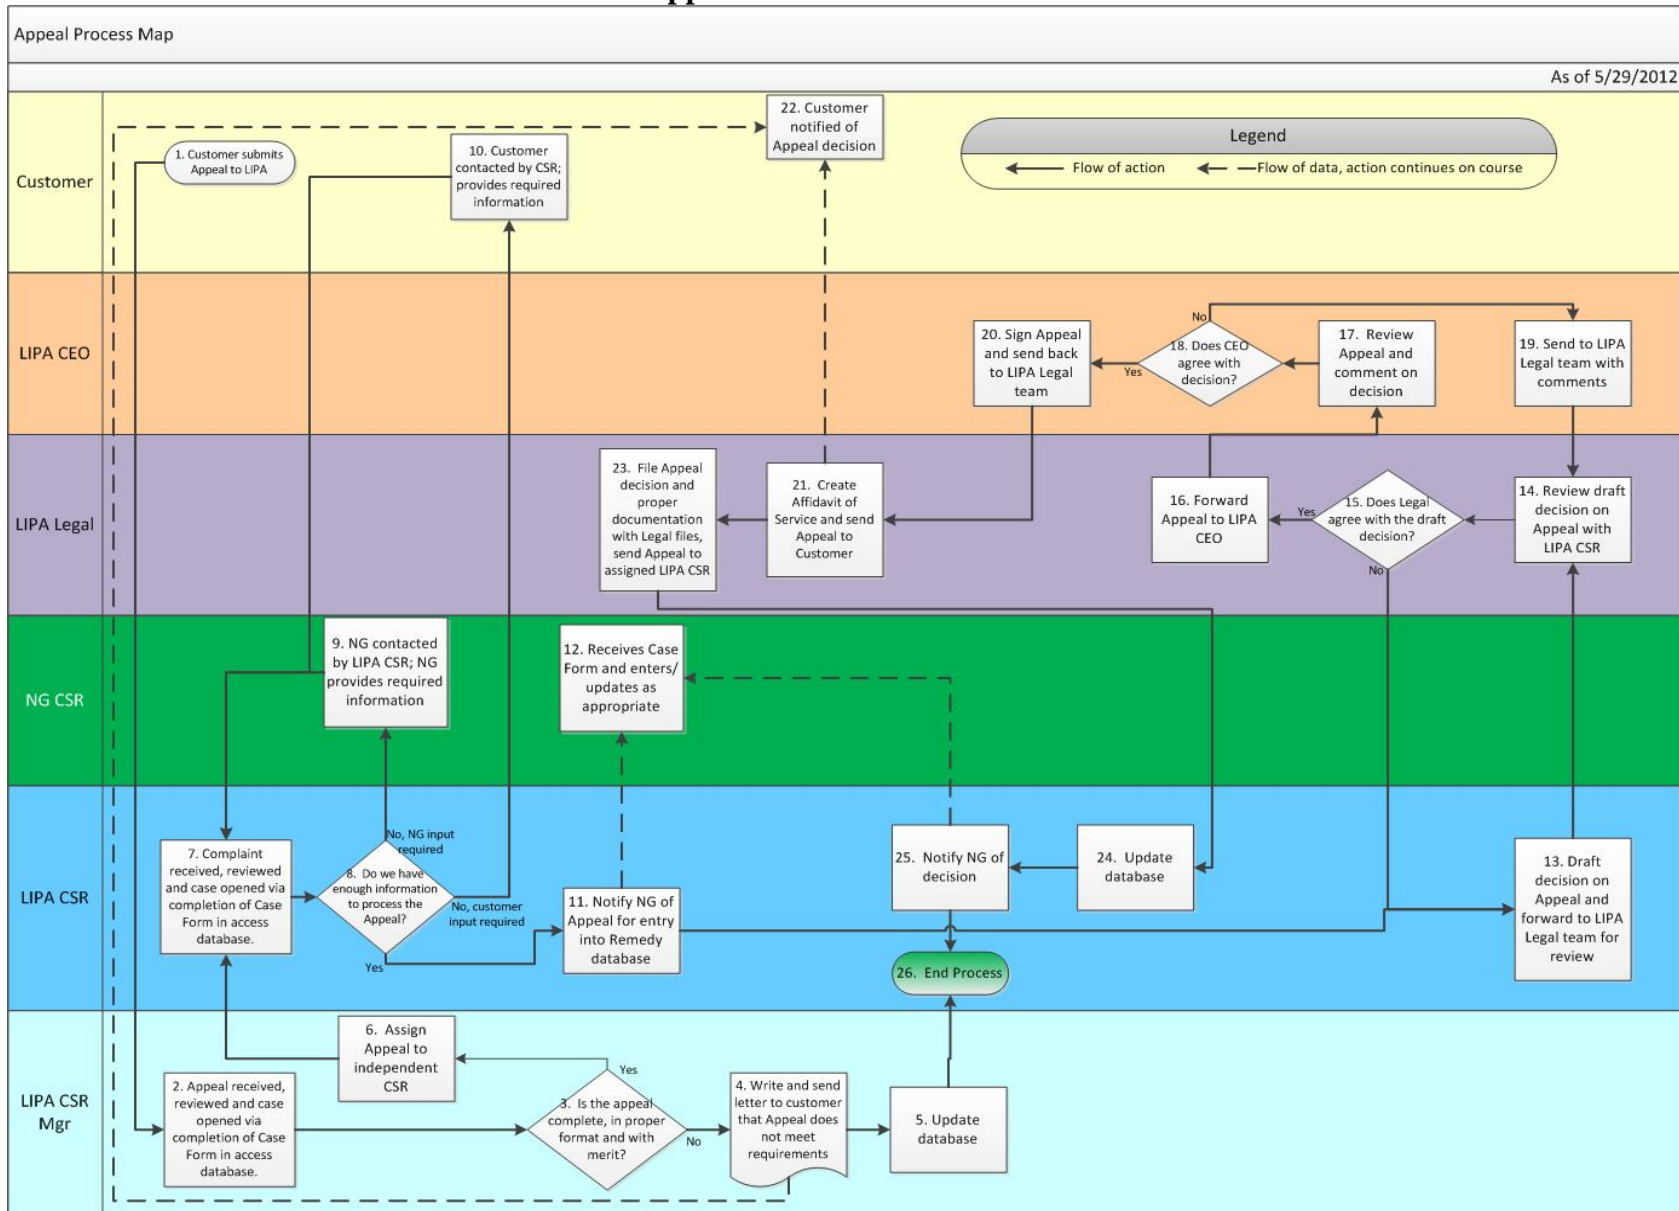 Appeal Process Map
As of 5/29/2012
Customer
1. Customer submits
Appeal to LIPA
10. Customer
contacted by CSR;
provides required
information
22. Customer
notified of
Appeal decision
Legend
Flow of action
Flow of data, action continues on course
LIPA CEO
20. Sign Appeal
and send back
to LIPA Legal
team
No
18. Does CEO
agree with
decision?
Yes
17. Review
Appeal and
comment on
decision
19. Send to LIPA
Legal team with
comments
LIPA Legal
23. File Appeal
decision and
proper
documentation
with Legal files,
send Appeal to
assigned LIPA CSR
21. Create
Affidavit of
Service and send
Appeal to
Customer
16. Forward
Appeal to LIPA
CEO
Yes
15. Does Legal
agree with the draft
decision?
No
14. Review draft
decision on
Appeal with
LIPA CSR
NG CSR
9. NG contacted
by LIPA CSR; NG
provides required
information
12. Receives Case
Form and enters/
updates as
appropriate
LIPA CSR
7. Complaint
received, reviewed
and case opened via
completion of Case
Form in access
database.
No, NG input
required
8. Do we have
enough information
to process the
Appeal?
No, customer
input required
Yes
11. Notify NG of
Appeal for entry
into Remedy
database
25. Notify NG of
decision
24. Update
database
26. End Process
13. Draft
decision on
Appeal and
forward to LIPA
Legal team for
review
LIPA CSR
Mgr
6. Assign
Appeal to
independent
CSR
2. Appeal received,
reviewed and case
opened via
completion of Case
Form in access
database.
Yes
3. Is the appeal
complete, in proper
format and with
merit?
No
4. Write and send
letter to customer
that Appeal does
not meet
requirements
5. Update
database